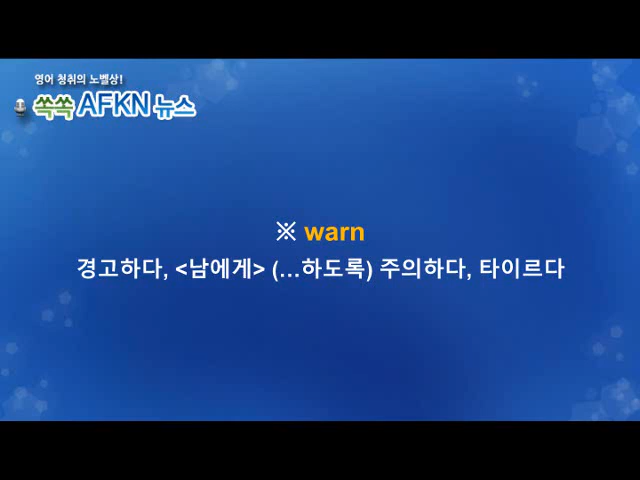 영어 청취의 노벨상!
쏙쏙 AFKN 뉴스
※ warn
경고하다, <남에게> (…하도록) 주의하다, 타이르다